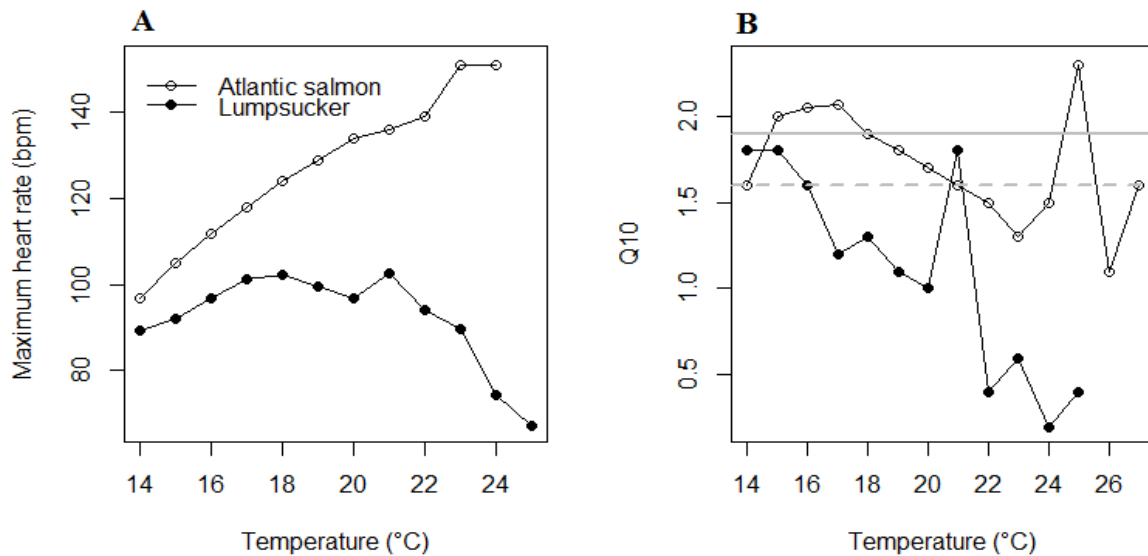 A
B
Atlantic salmon
Lumpsucker
Maximum heart rate (bpm)
80 100 120 140
14 16 18 20 22 24
Temperature (°C)
Q10
0.5 1.0 1.5 2.0
14 16 18 20 22 24 26
Temperature (°C)